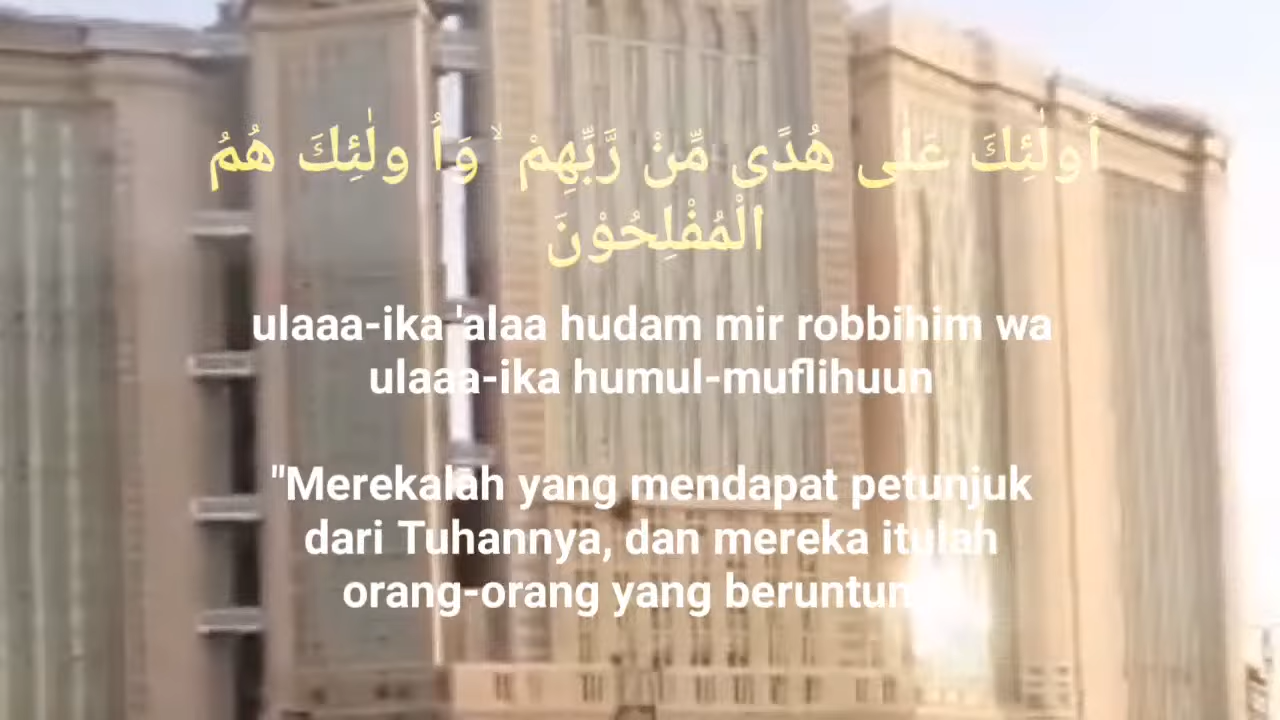 اُولٰئِكَ عَلٰى هُدًى مِّنْ رَّبِّهِمْ ۙ وَاُ ولٰئِكَ هُمُ
الْمُفْلِحُوْنَ
ulaaa-ika 'alaa hudam mir robbihim wa
ulaaa-ika humul-muflihuun
"Merekalah yang mendapat petunjuk
dari Tuhannya, dan mereka itulah
orang-orang yang beruntung